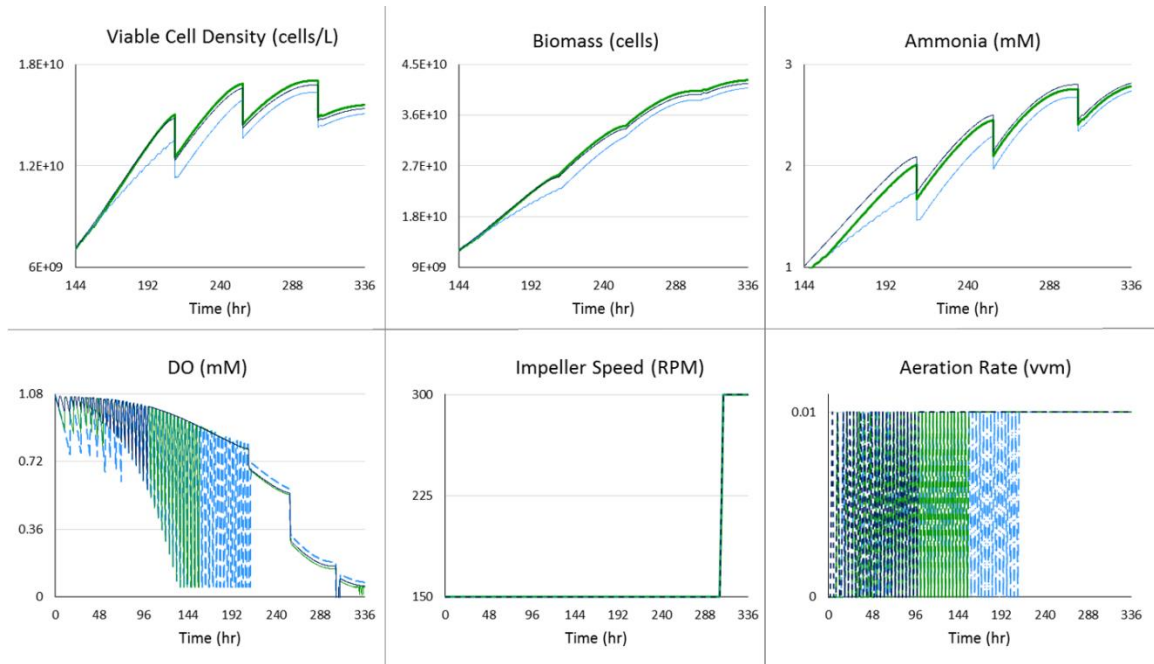 Viable Cell Density (cells/L)
1.8E+10
1.2E+10
6E+09
144 192 240 288 336
Time (hr)
Biomass (cells)
4.5E+10
3.6E+10
2.7E+10
1.8E+10
9E+09
144 192 240 288 336
Time (hr)
Ammonia (mM)
3
2
1
144 192 240 288 336
Time (hr)
DO (mM)
1.08
0.72
0.36
0
0 48 96 144 192 240 288 336
Time (hr)
Impeller Speed (RPM)
300
225
150
0 48 96 144 192 240 288 336
Time (hr)
Aeration Rate (vvm)
0.01
0
0 48 96 144 192 240 288 336
Time (hr)